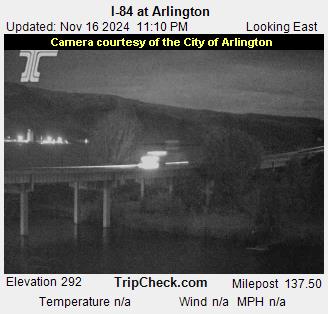 I-84 at Arlington
Updated: Nov 16 2024 11:10 PM Looking East
Camera courtesy of the City of Arlington
Elevation 292 TripCheck.com Milepost 137.50
Temperature n/a Wind n/a MPH n/a